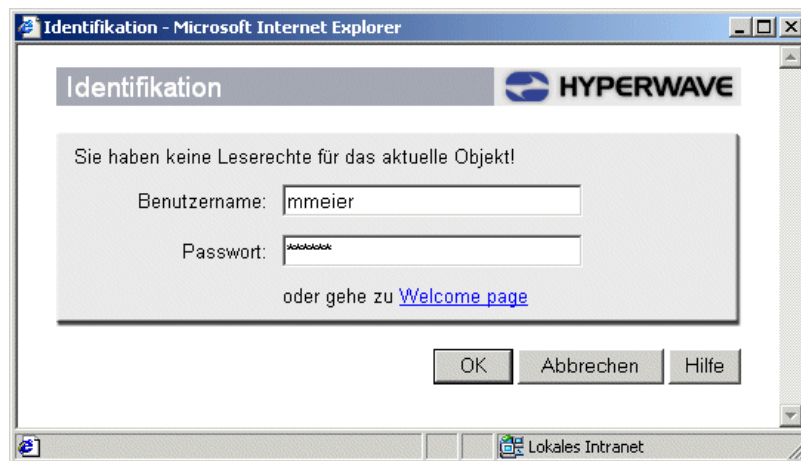 Identifikation - Microsoft Internet Explorer
Identifikation
HYPERWAVE
Sie haben keine Leserechte für das aktuelle Objekt!
Benutzername: mmeier
Passwort: ******
oder gehe zu Welcome page
OK Abbrechen Hilfe
Lokales Intranet